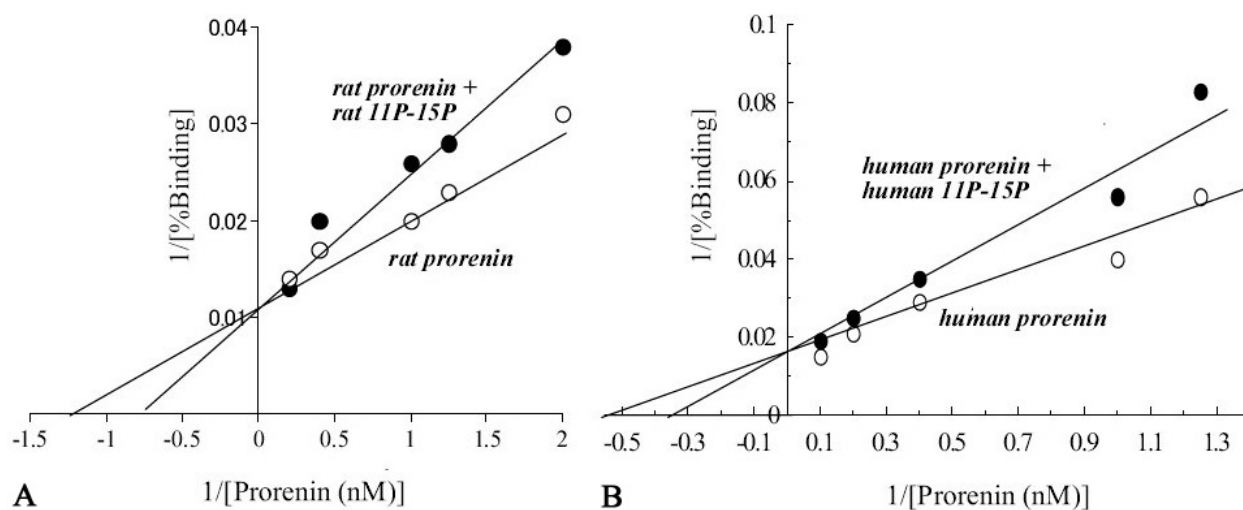 0.04
0.03
0.02
0.01
1/[%Binding]
rat prorenin +
rat 11P-15P
rat prorenin
-1.5 -1 -0.5 0 0.5 1 1.5 2
A 1/[Prorenin (nM)]
0.1
0.08
0.06
0.04
0.02
0
1/[%Binding]
human prorenin +
human 11P-15P
human prorenin
-0.5 -0.3 -0.1 0.1 0.3 0.5 0.7 0.9 1.1 1.3
B 1/[Prorenin (nM)]